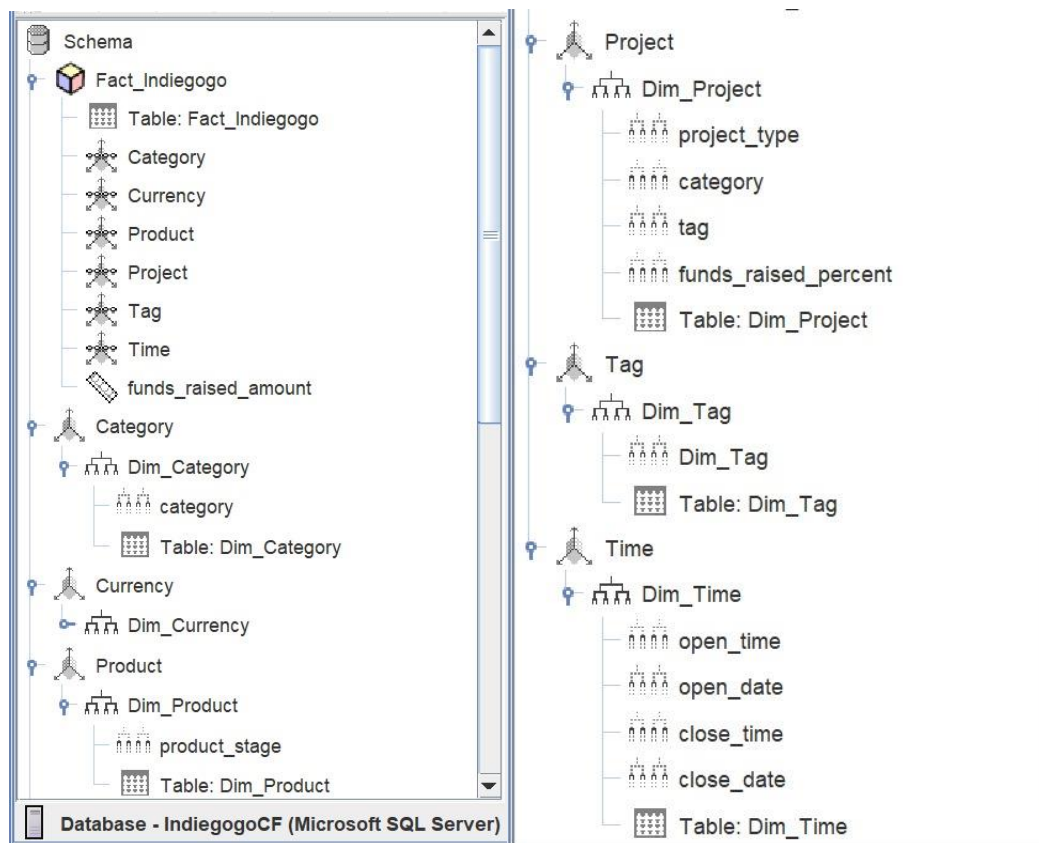 Schema
Fact_Indiegogo
Table: Fact_Indiegogo
Category
Currency
Product
Project
Tag
Time
funds_raised_amount
Category
Dim_Category
category
Table: Dim_Category
Currency
Dim_Currency
Product
Dim_Product
product_stage
Table: Dim_Product
Database - IndiegogoCF (Microsoft SQL Server)
Project
Dim_Project
project_type
category
tag
funds_raised_percent
Table: Dim_Project
Tag
Dim_Tag
Dim_Tag
Table: Dim_Tag
Time
Dim_Time
open_time
open_date
close_time
close_date
Table: Dim_Time